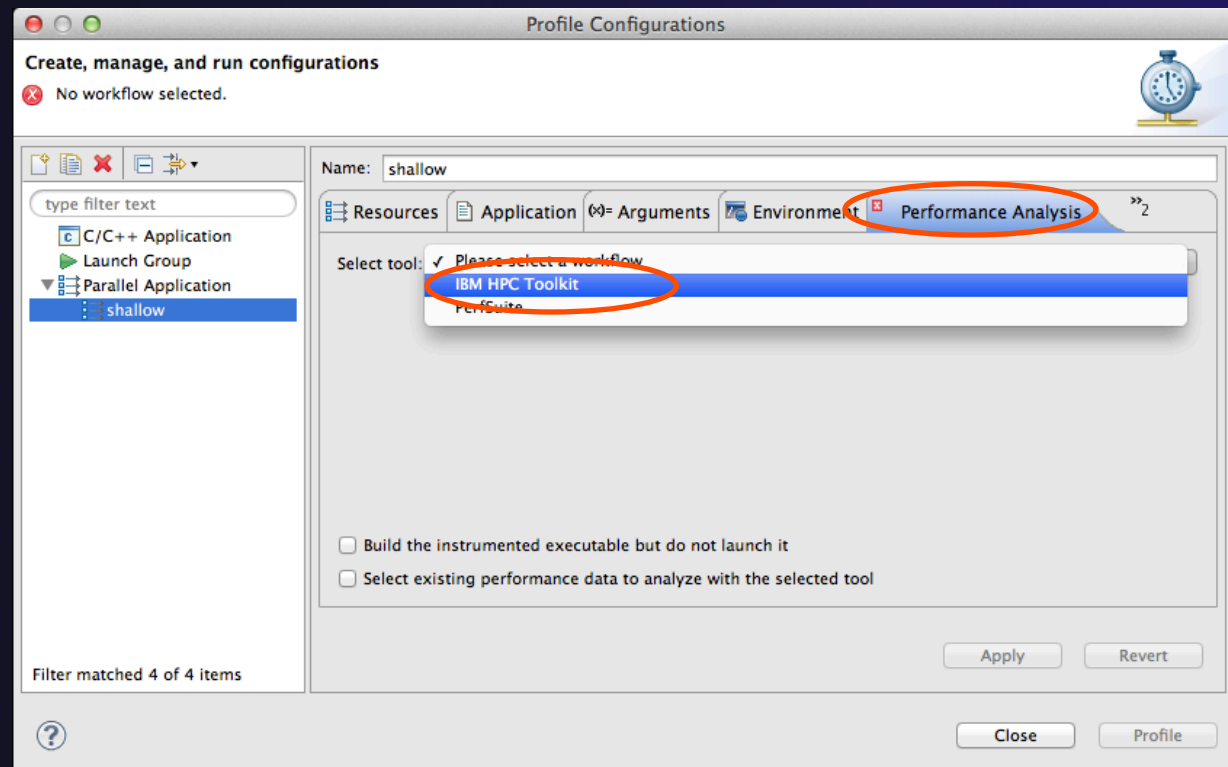 Profile Configurations
Create, manage, and run configurations
No workflow selected.
type filter text
C/C++ Application
Launch Group
Parallel Application
shallow
Filter matched 4 of 4 items
Name: shallow
Resources Application (x)= Arguments Environment Performance Analysis »2
Select tool: ✓ Please select a workflow
IBM HPC Toolkit
PerfSuite
Build the instrumented executable but do not launch it
Select existing performance data to analyze with the selected tool
Apply Revert
? Close Profile